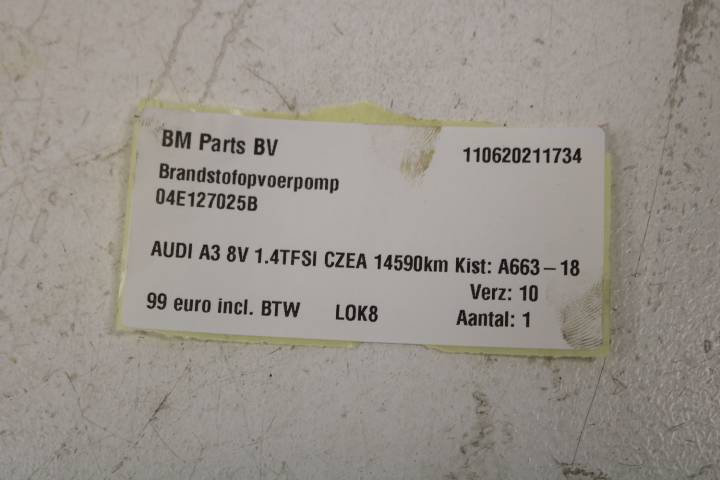 BM Parts BV 110620211734
Brandstofopvoerpomp
04E127025B
AUDI A3 8V 1.4TFSI CZEA 14590km Kist: A663-18
Verz: 10
99 euro incl. BTW LOK8 Aantal: 1